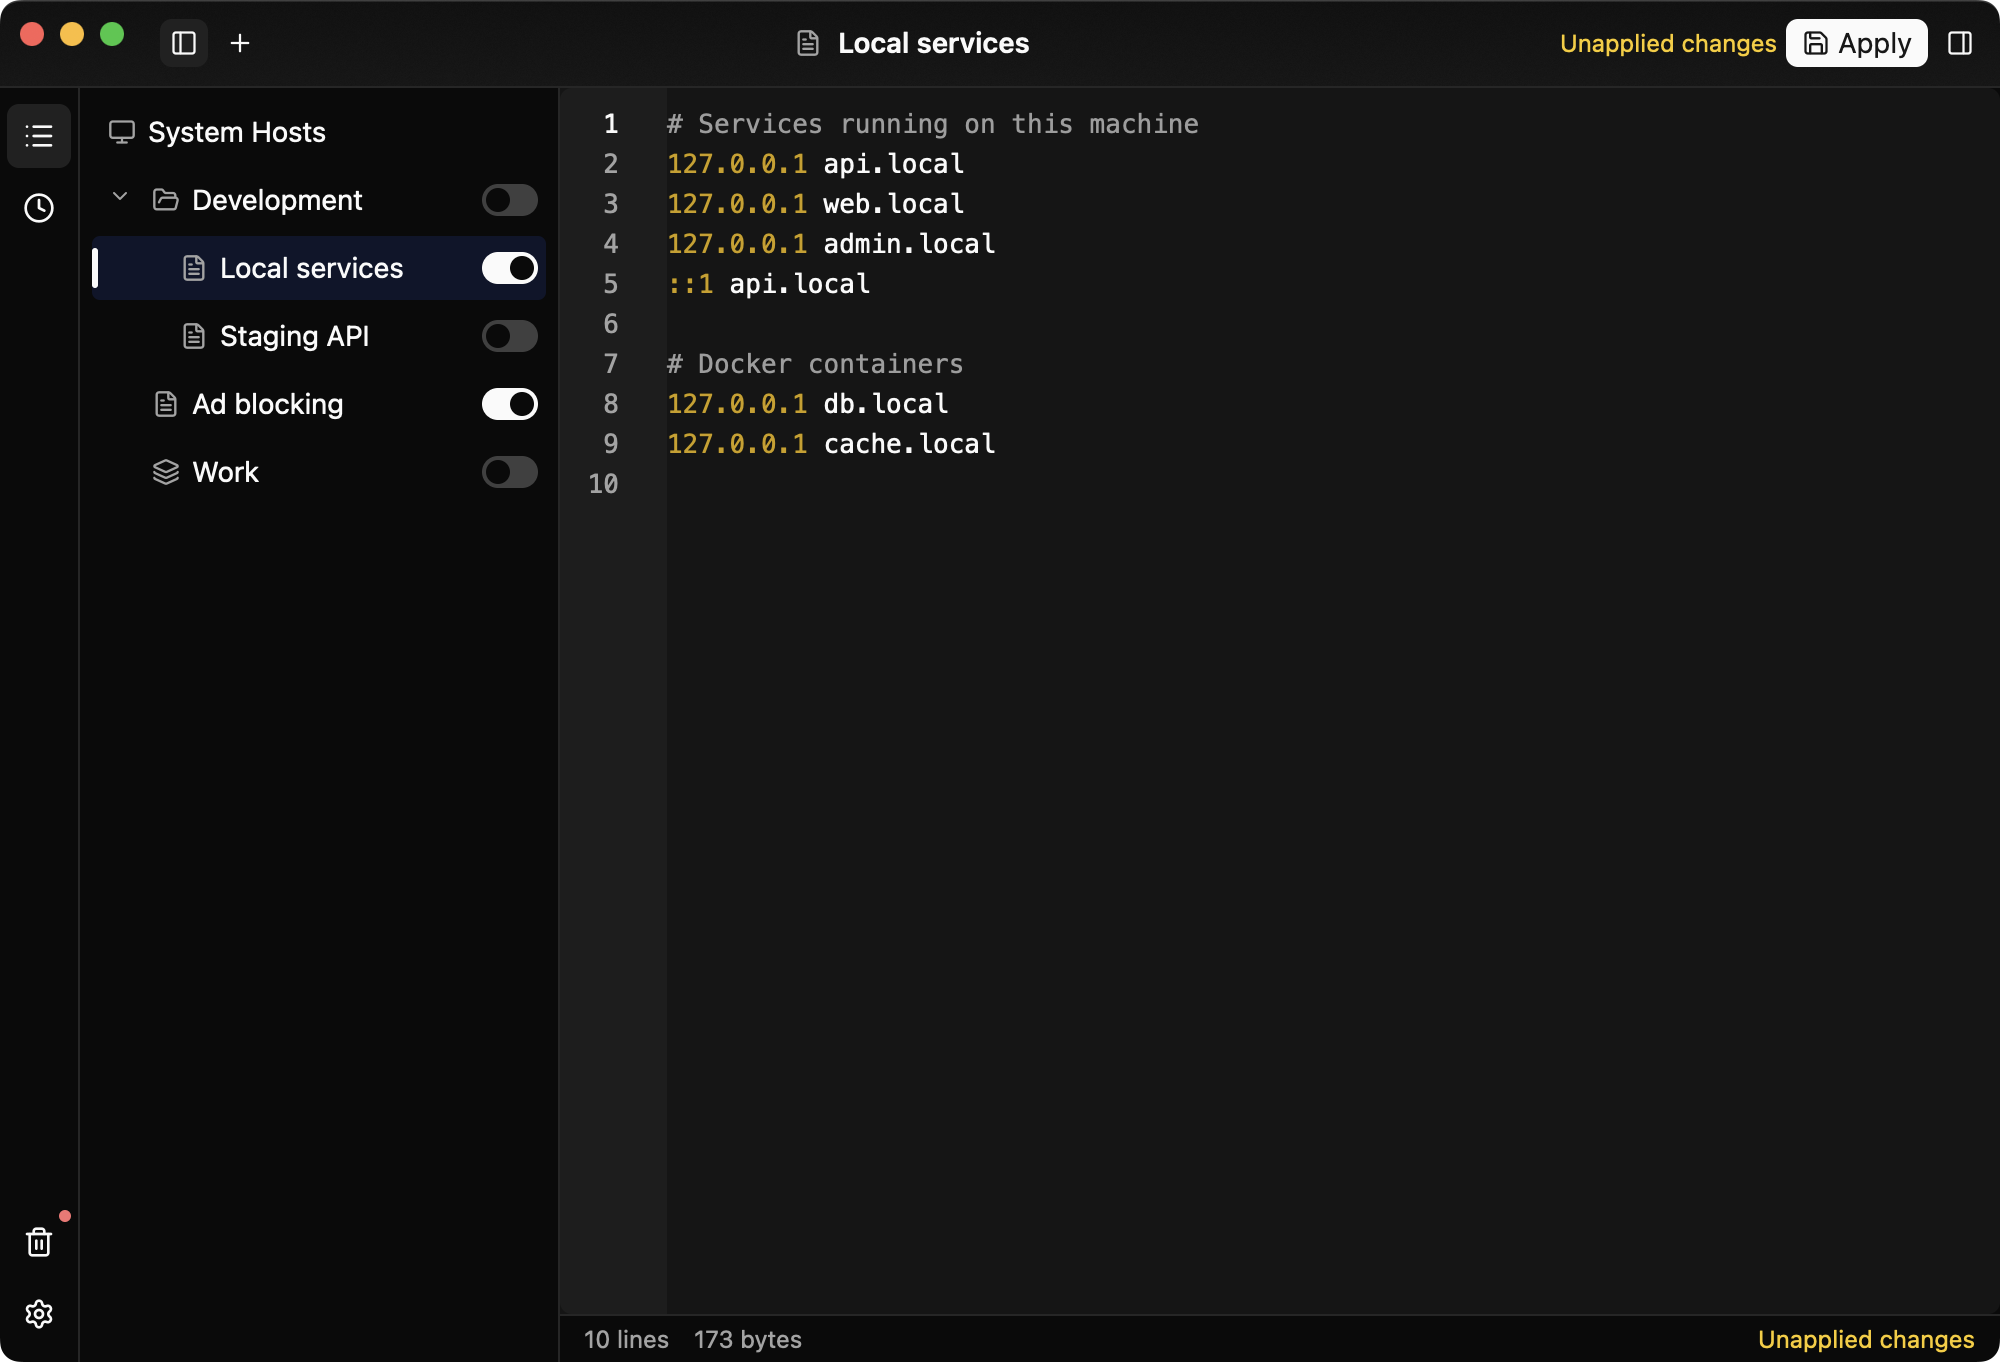 Local services
Unapplied changes
Apply
System Hosts
Development
Local services
Staging API
Ad blocking
Work
1 # Services running on this machine
2 127.0.0.1 api.local
3 127.0.0.1 web.local
4 127.0.0.1 admin.local
5 ::1 api.local
6
7 # Docker containers
8 127.0.0.1 db.local
9 127.0.0.1 cache.local
10
10 lines 173 bytes
Unapplied changes